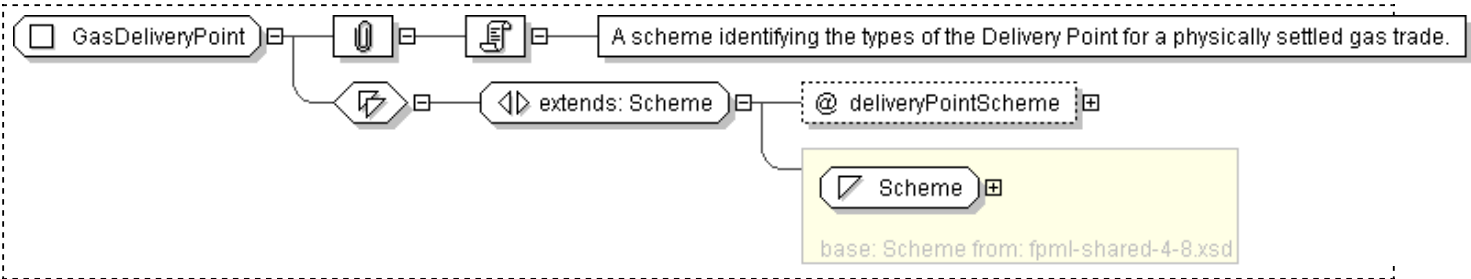 GasDeliveryPoint
A scheme identifying the types of the Delivery Point for a physically settled gas trade.
extends: Scheme
@ deliveryPointScheme
Scheme
base: Scheme from: fpml-shared-4-8.xsd